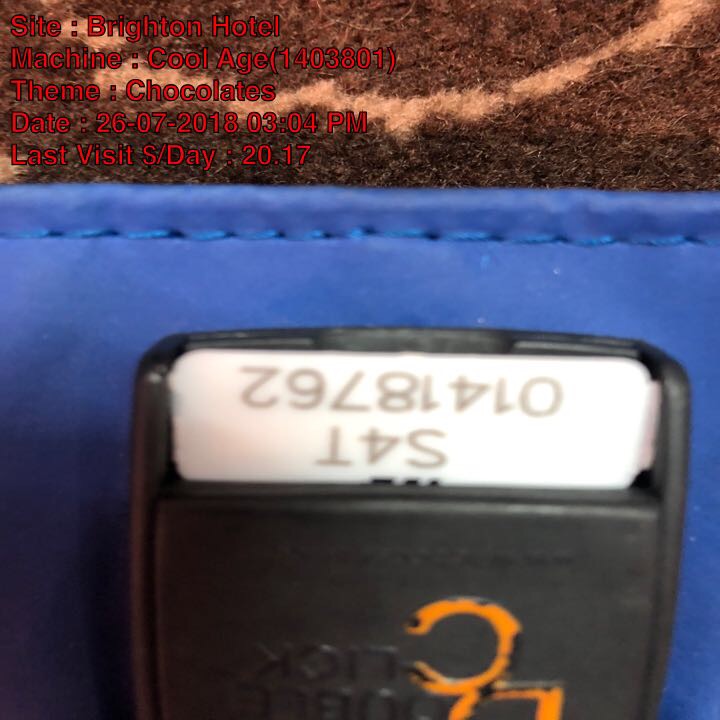 Site : Brighton Hotel
Machine : Cool Age(1403801)
Theme : Chocolates
Date : 26-07-2018 03:04 PM
Last Visit $/Day : 20.17
S4T
01418762